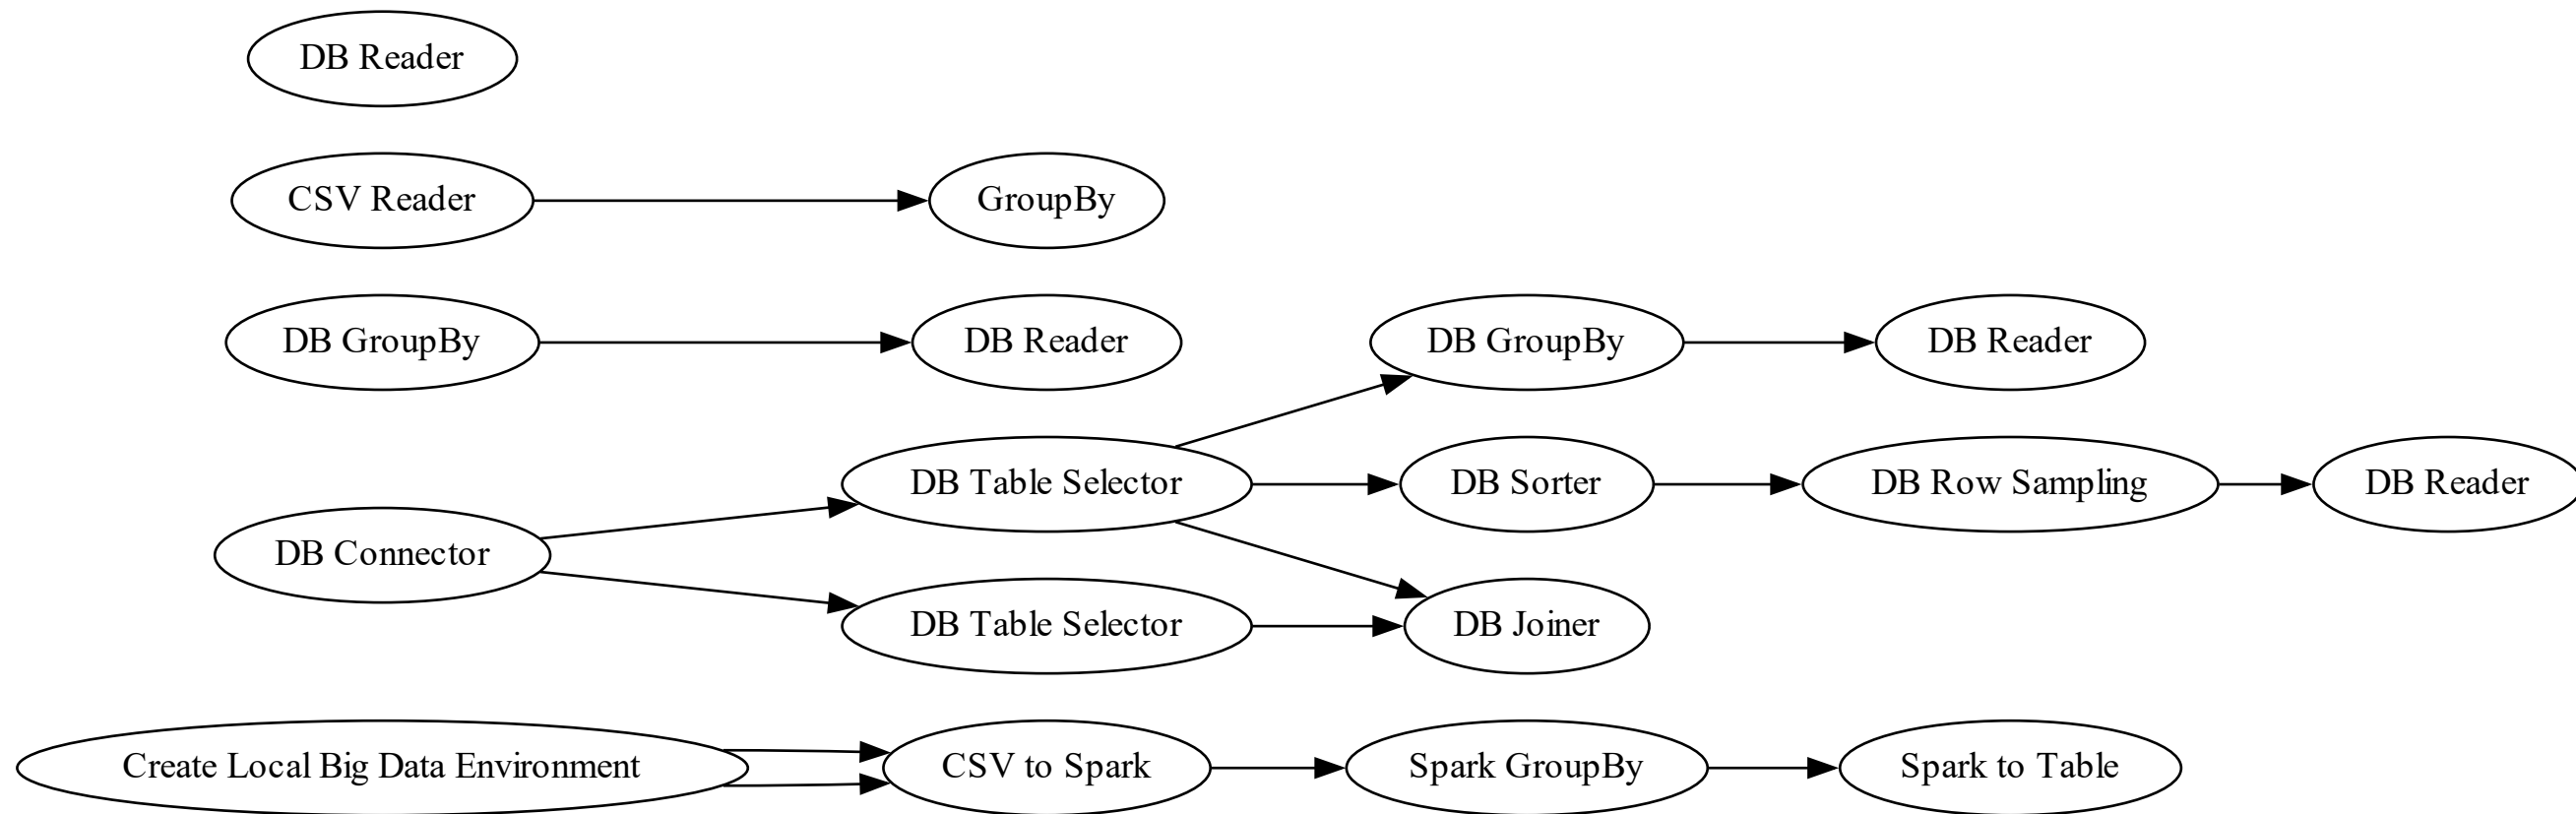 DB Reader
CSV Reader
GroupBy
DB GroupBy
DB Reader
DB GroupBy
DB Reader
DB Table Selector
DB Sorter
DB Row Sampling
DB Reader
DB Connector
DB Table Selector
DB Joiner
Create Local Big Data Environment
CSV to Spark
Spark GroupBy
Spark to Table